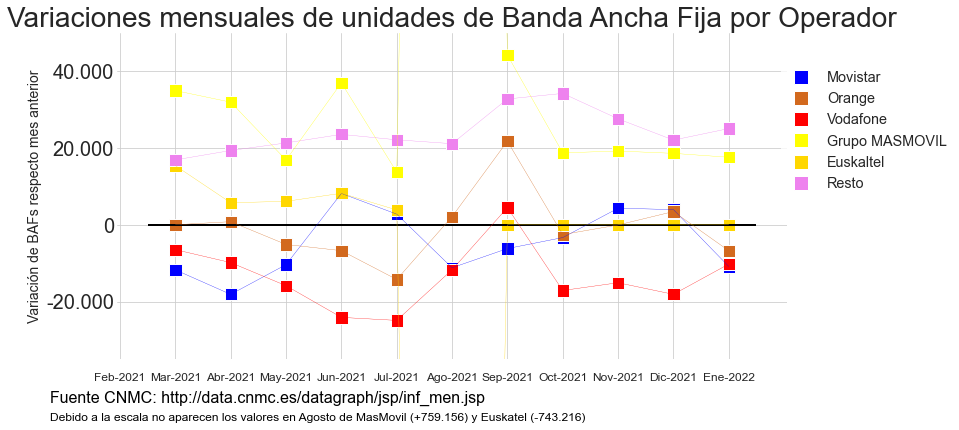 Variaciones mensuales de unidades de Banda Ancha Fija por Operador
Variación de BAFs respecto mes anterior
40.000
20.000
0
-20.000
Movistar
Orange
Vodafone
Grupo MASMOVIL
Euskaltel
Resto
Feb-2021 Mar-2021 Abr-2021 May-2021 Jun-2021 Jul-2021 Ago-2021 Sep-2021 Oct-2021 Nov-2021 Dic-2021 Ene-2022
Fuente CNMC: http://data.cnmc.es/datagraph/jsp/inf_men.jsp
Debido a la escala no aparecen los valores en Agosto de MasMovil (+759.156) y Euskatel (-743.216)